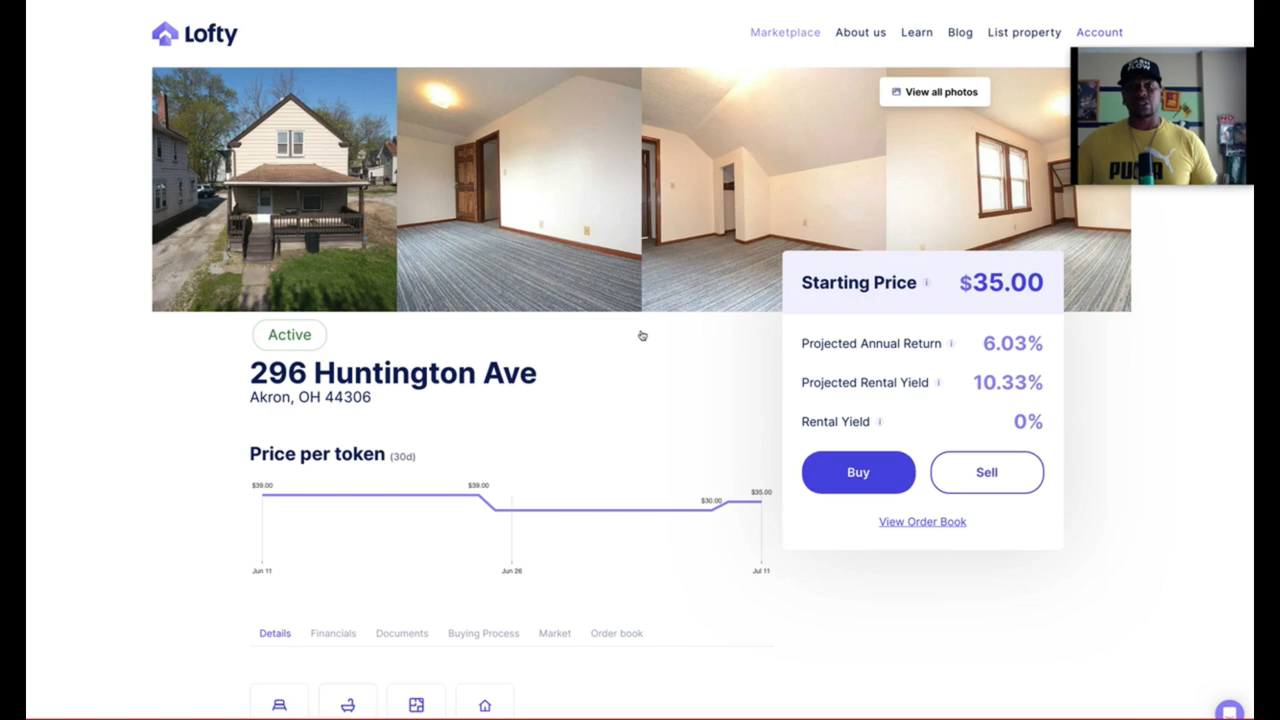 Lofty
Marketplace About us Learn Blog List property Account
View all photos
CASH FLOW
PUMA
Starting Price $35.00
Active
Projected Annual Return 6.03%
296 Huntington Ave
Projected Rental Yield 10.33%
Akron, OH 44306
Rental Yield 0%
Price per token (30d)
Buy Sell
$39.00 $39.00 $30.00 $35.00
View Order Book
Jun 11 Jun 26 Jul 11
Details Financials Documents Buying Process Market Order book